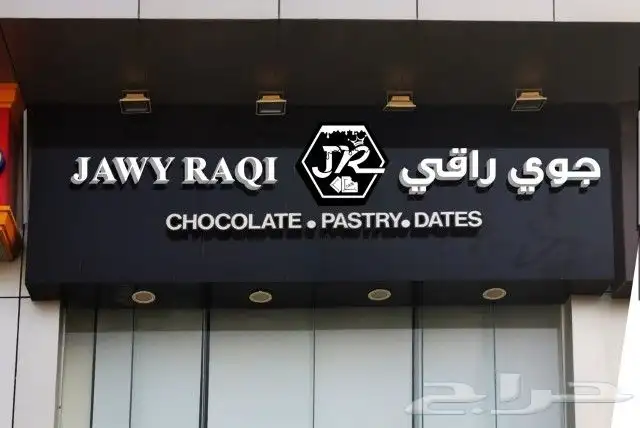 JAWY RAQI JR جوي راقي
CHOCOLATE • PASTRY • DATES
حراج